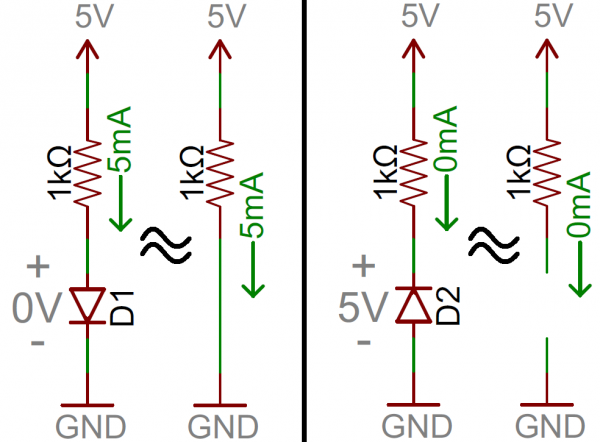 5V
5V
5V
5V
1kΩ
5mA
1kΩ
5mA
1kΩ
0mA
1kΩ
0mA
≈
≈
+
0V
-
D1
+
5V
-
D2
GND
GND
GND
GND